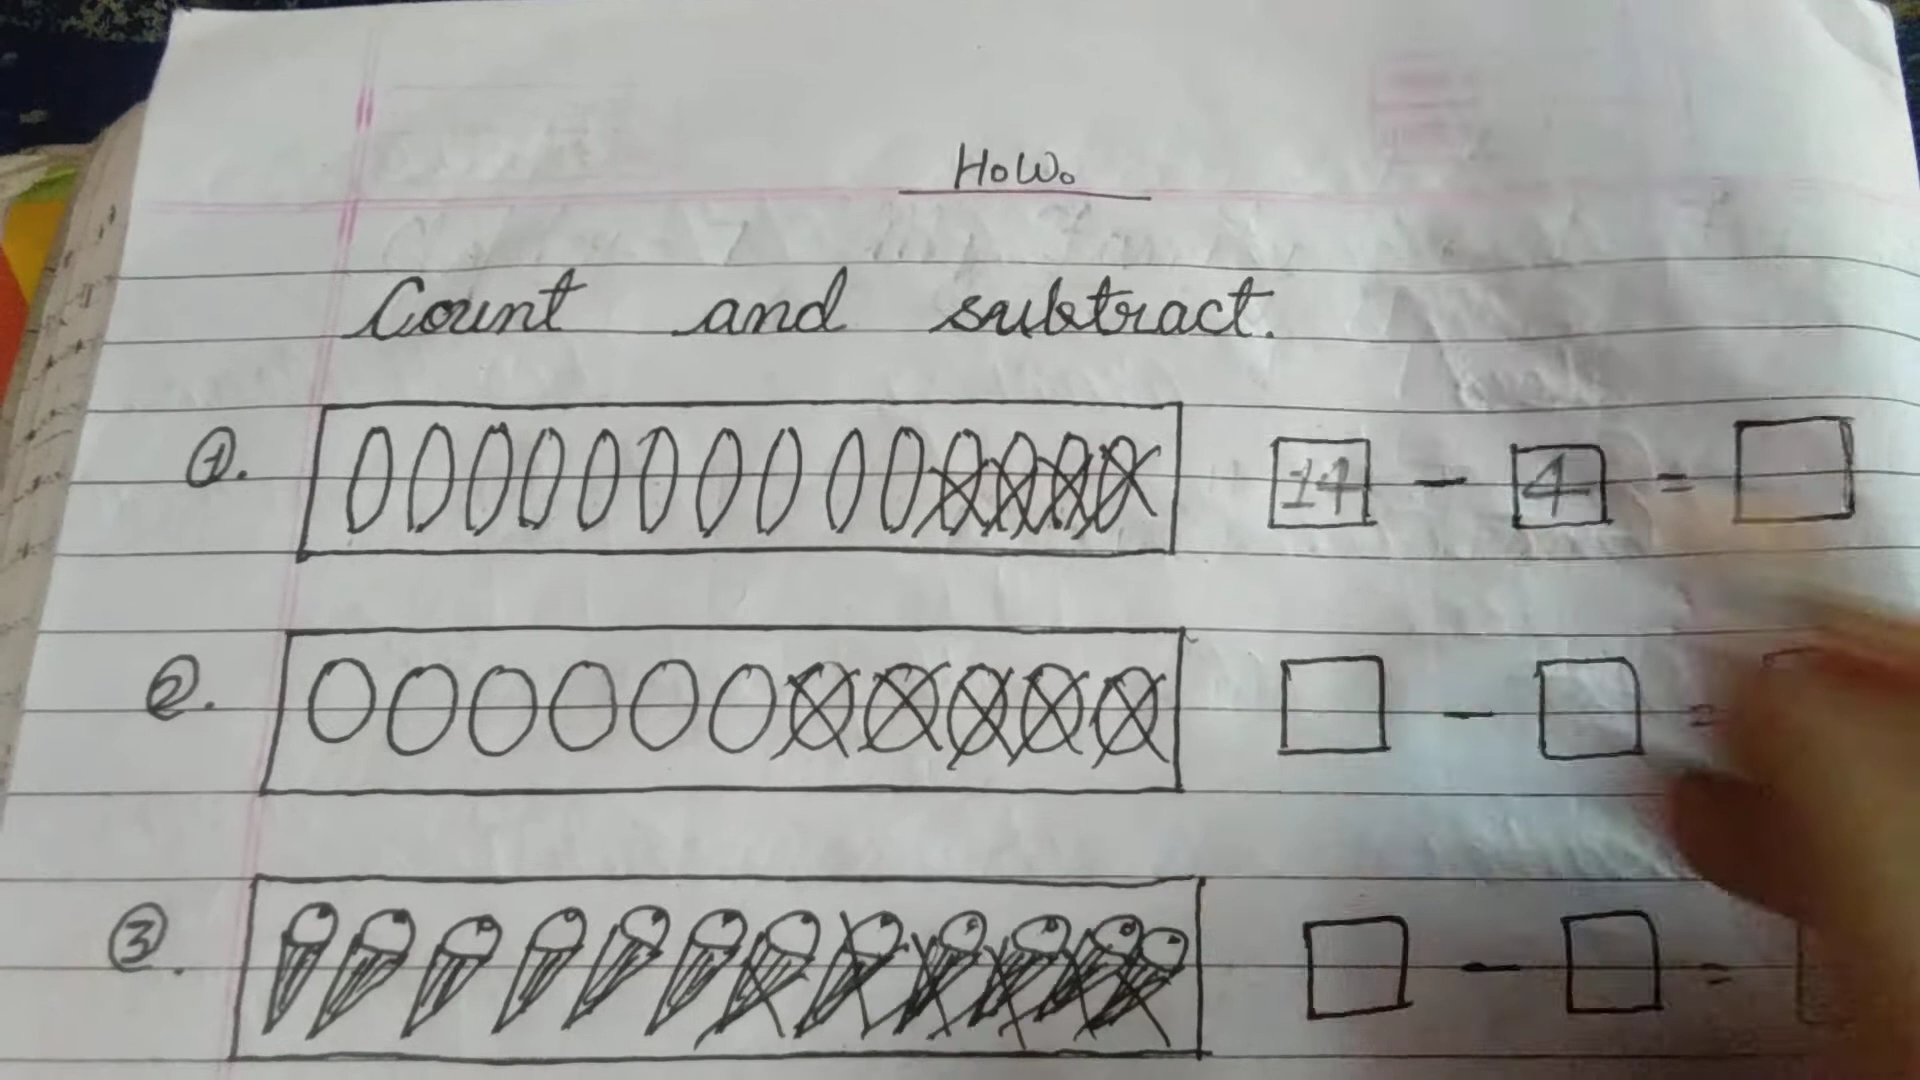 H.W.
Count and subtract.
1. 14 - 4 =
2. - =
3. - =